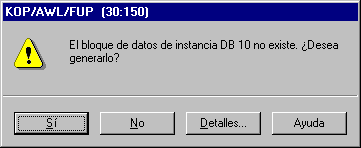 KOP/AWL/FUP (30:150)
El bloque de datos de instancia DB 10 no existe. ¿Desea
generarlo?
Sí No Detalles... Ayuda